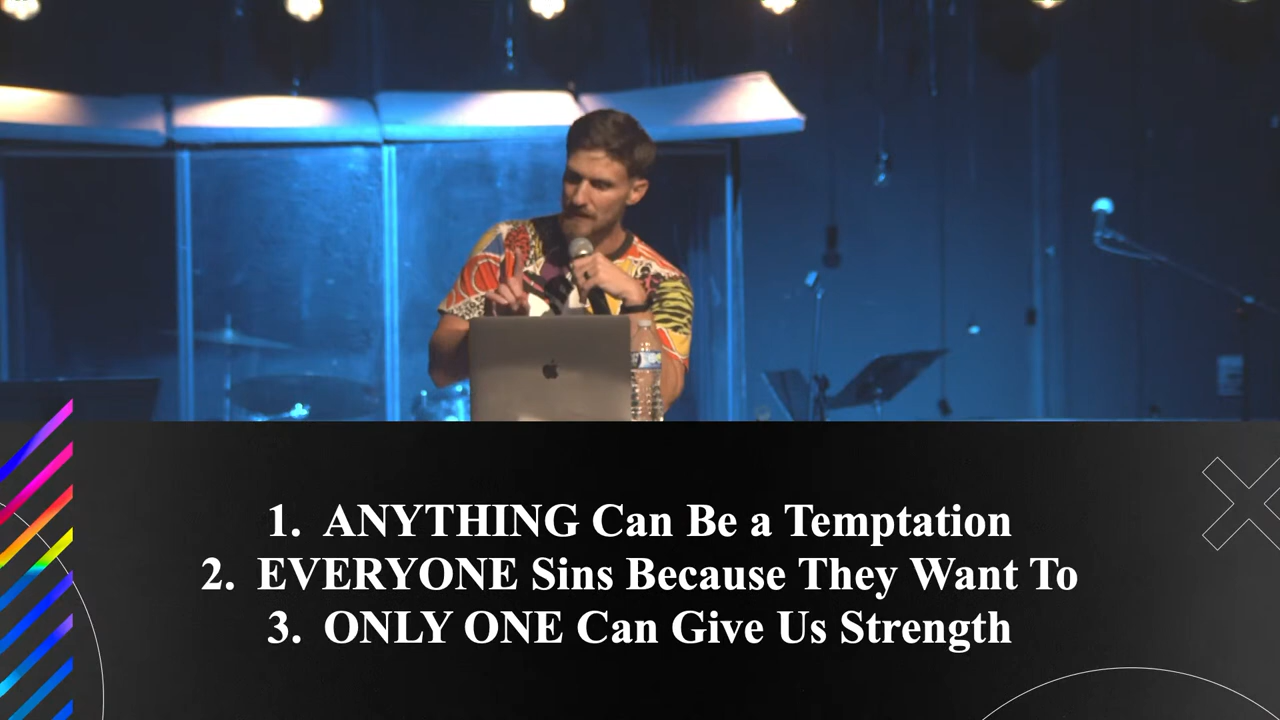 1. ANYTHING Can Be a Temptation
2. EVERYONE Sins Because They Want To
3. ONLY ONE Can Give Us Strength